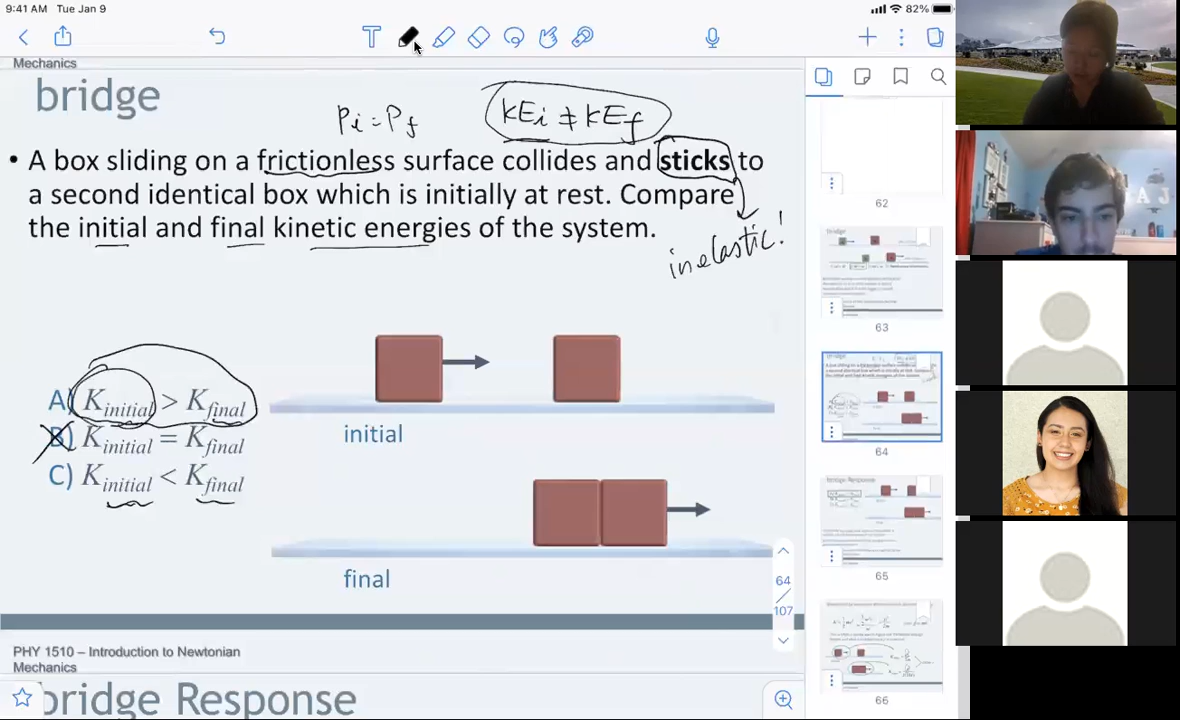 9:41 AM Tue Jan 9
82%
Mechanics
bridge
Pi = Pf
KEi ≠ KEf
• A box sliding on a frictionless surface collides and sticks to
a second identical box which is initially at rest. Compare
the initial and final kinetic energies of the system.
inelastic!
A) Kinitial > Kfinal
B) Kinitial = Kfinal
C) Kinitial < Kfinal
initial
final
PHY 1510 – Introduction to Newtonian
Mechanics
bridge Response
64
107
62
63
64
bridge Response
65
66
A J